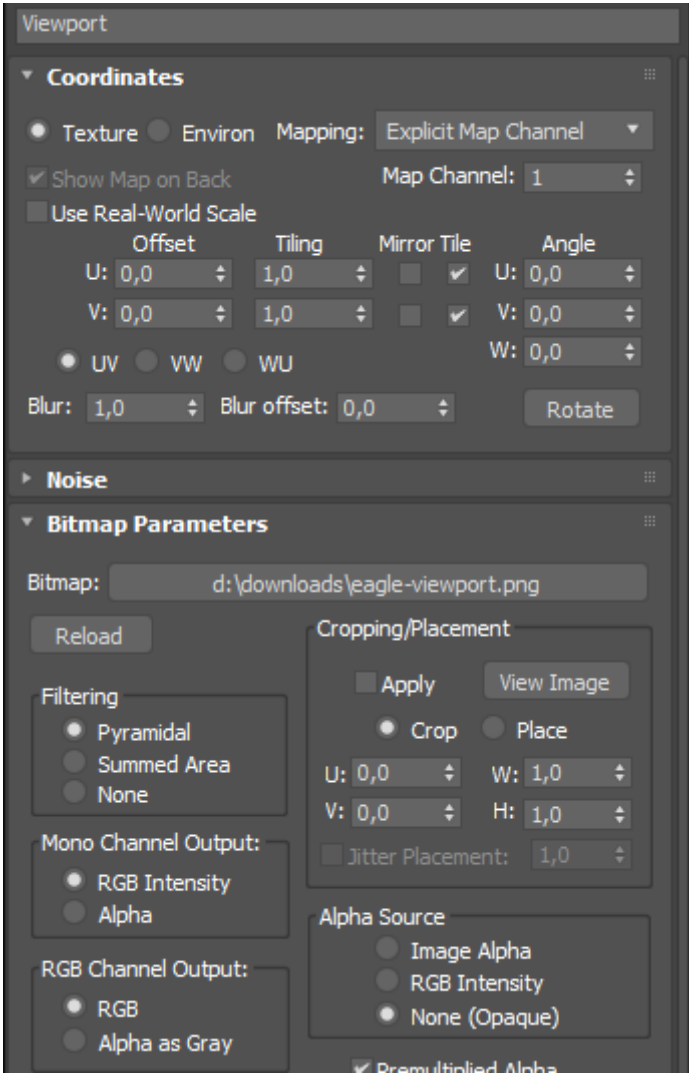 Viewport
Coordinates
Texture Environ Mapping: Explicit Map Channel
Show Map on Back Map Channel: 1
Use Real-World Scale
Offset Tiling Mirror Tile Angle
U: 0,0 1,0 U: 0,0
V: 0,0 1,0 V: 0,0
W: 0,0
UV VW WU
Blur: 1,0 Blur offset: 0,0 Rotate
Noise
Bitmap Parameters
Bitmap: d:\downloads\eagle-viewport.png
Reload
Cropping/Placement
Apply View Image
Crop Place
U: 0,0 W: 1,0
V: 0,0 H: 1,0
Jitter Placement: 1,0
Filtering
Pyramidal
Summed Area
None
Mono Channel Output:
RGB Intensity
Alpha
RGB Channel Output:
RGB
Alpha as Gray
Alpha Source
Image Alpha
RGB Intensity
None (Opaque)
Premultiplied Alpha